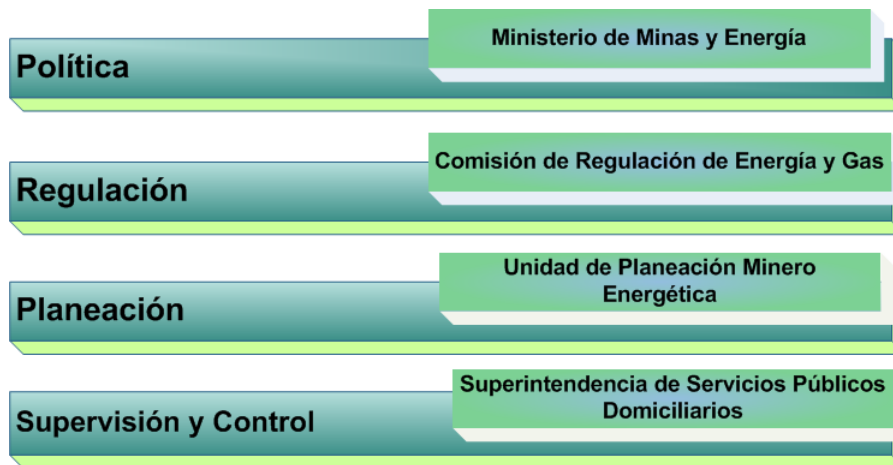 Política
Ministerio de Minas y Energía
Regulación
Comisión de Regulación de Energía y Gas
Planeación
Unidad de Planeación Minero
Energética
Supervisión y Control
Superintendencia de Servicios Públicos
Domiciliarios